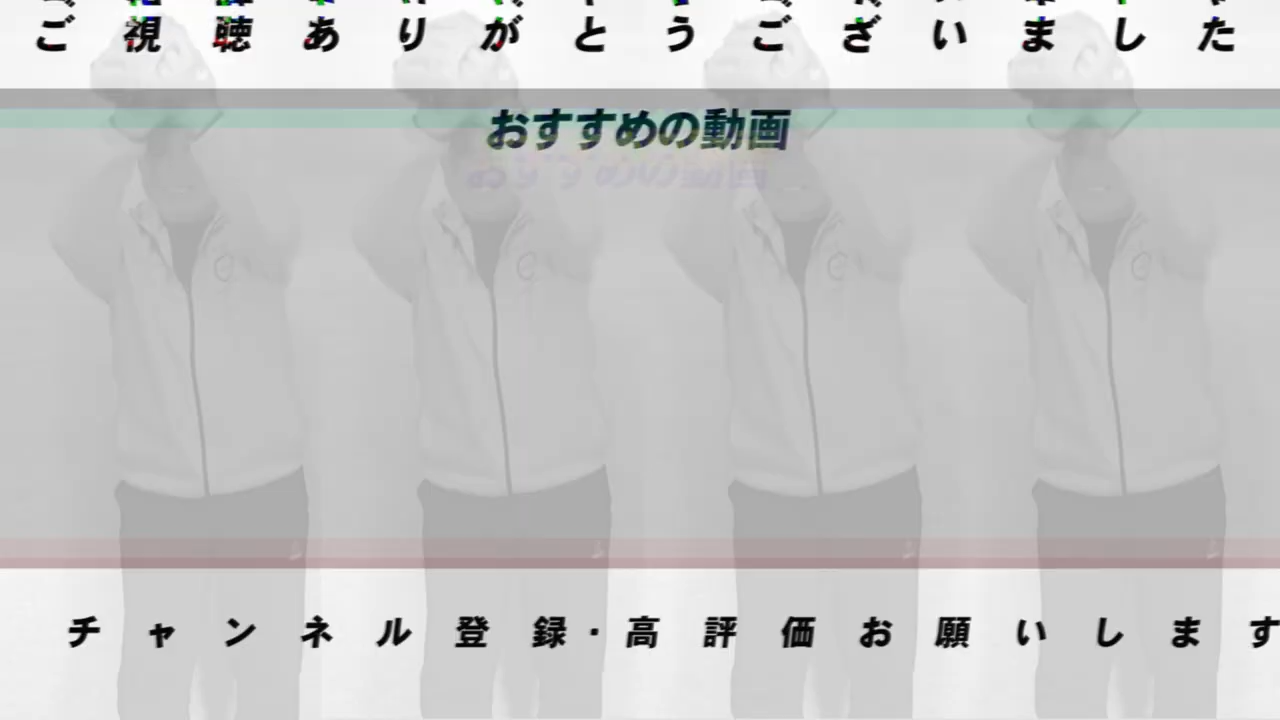 ご視聴ありがとうございました
おすすめの動画
チャンネル登録・高評価お願いします